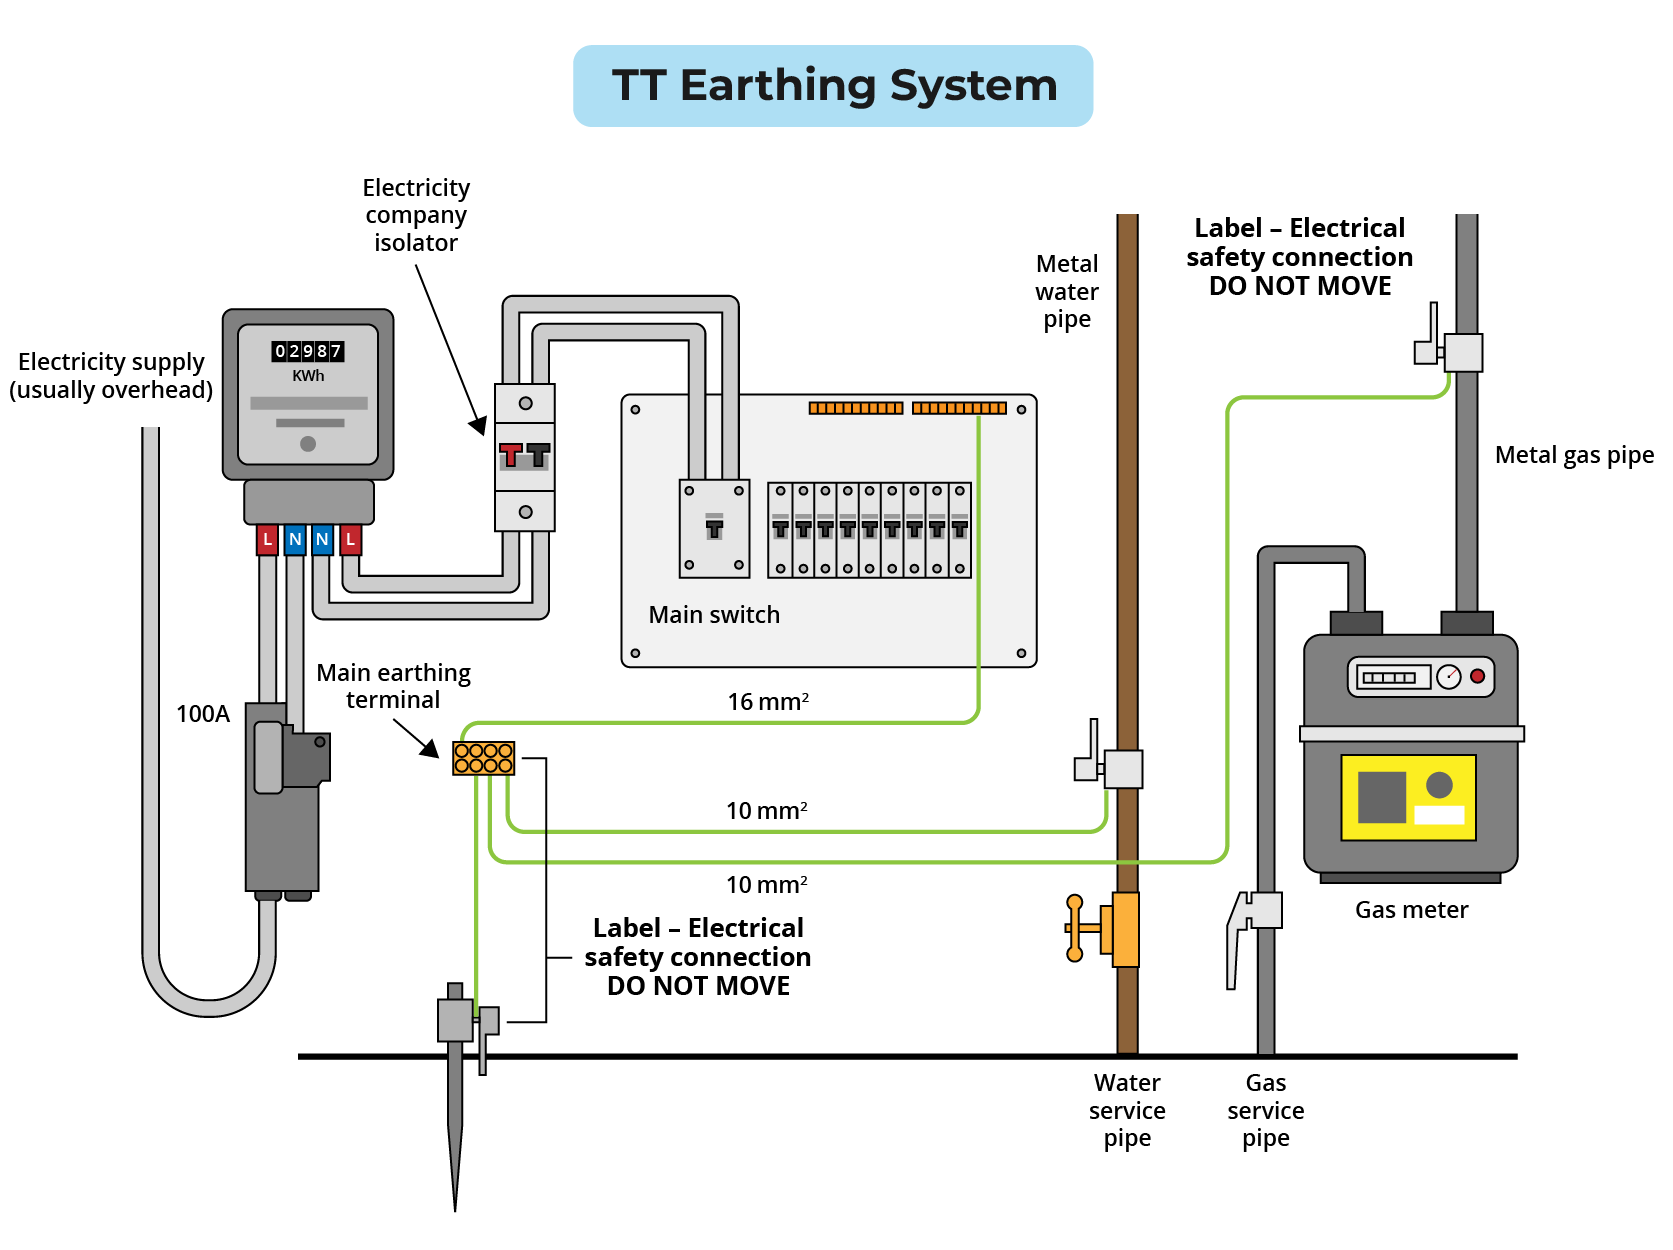 TT Earthing System
Electricity
company
isolator
Label – Electrical
safety connection
DO NOT MOVE
Metal
water
pipe
Electricity supply
(usually overhead)
02987
KWh
Metal gas pipe
L N N L
Main switch
Main earthing
terminal
100A
16 mm²
10 mm²
10 mm²
Gas meter
Label – Electrical
safety connection
DO NOT MOVE
Water
service
pipe
Gas
service
pipe